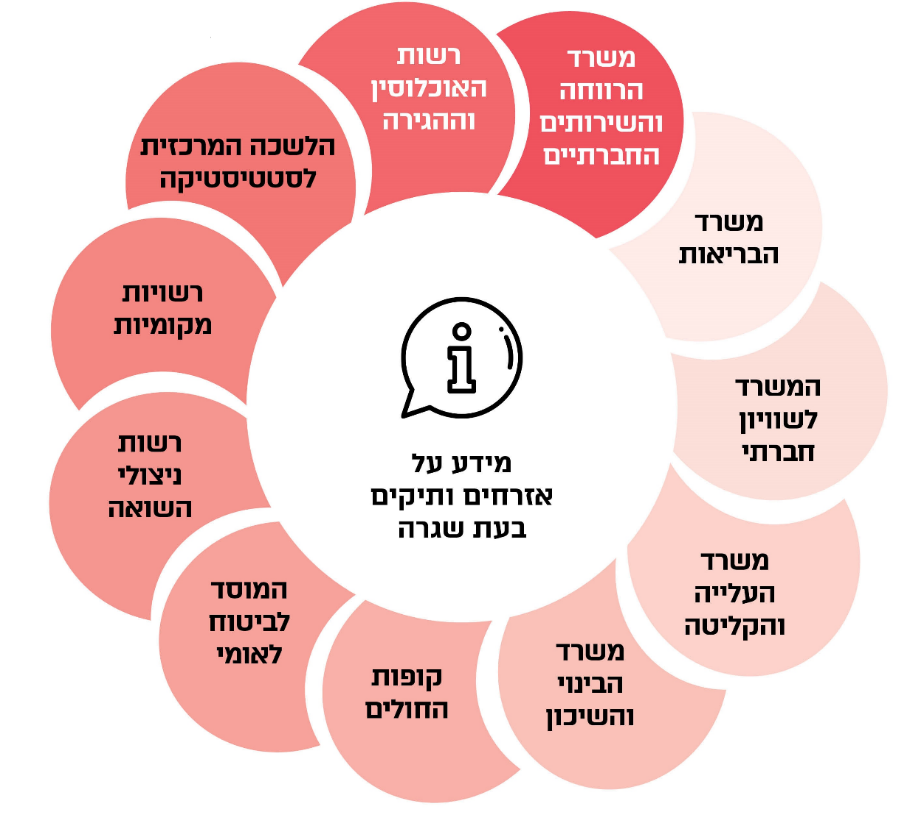 משרד
הרווחה
והשירותים
החברתיים
משרד
הבריאות
המשרד
לשוויון
חברתי
משרד
העלייה
והקליטה
משרד
הבינוי
והשיכון
קופות
החולים
המוסד
לביטוח
לאומי
רשות
ניצולי
השואה
רשויות
מקומיות
הלשכה המרכזית
לסטטיסטיקה
רשות
האוכלוסין
וההגירה
מידע על
אזרחים ותיקים
בעת שגרה